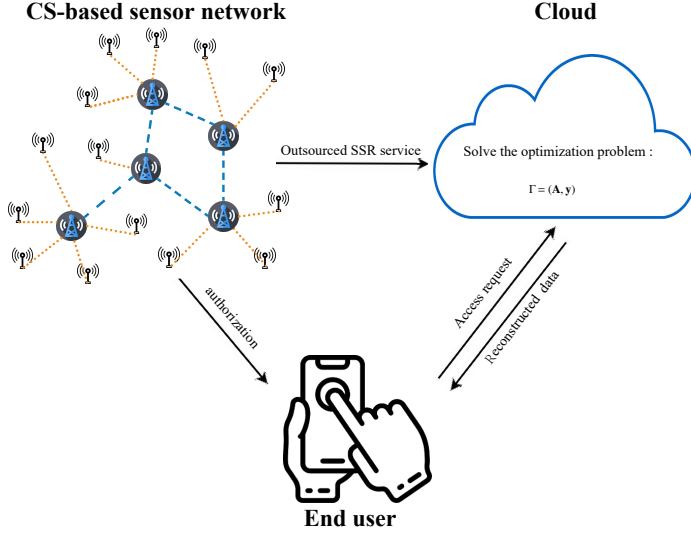 CS-based sensor network
Cloud
Outsourced SSR service
Solve the optimization problem :
Γ = (A, y)
authorization
Access request
Reconstructed data
End user